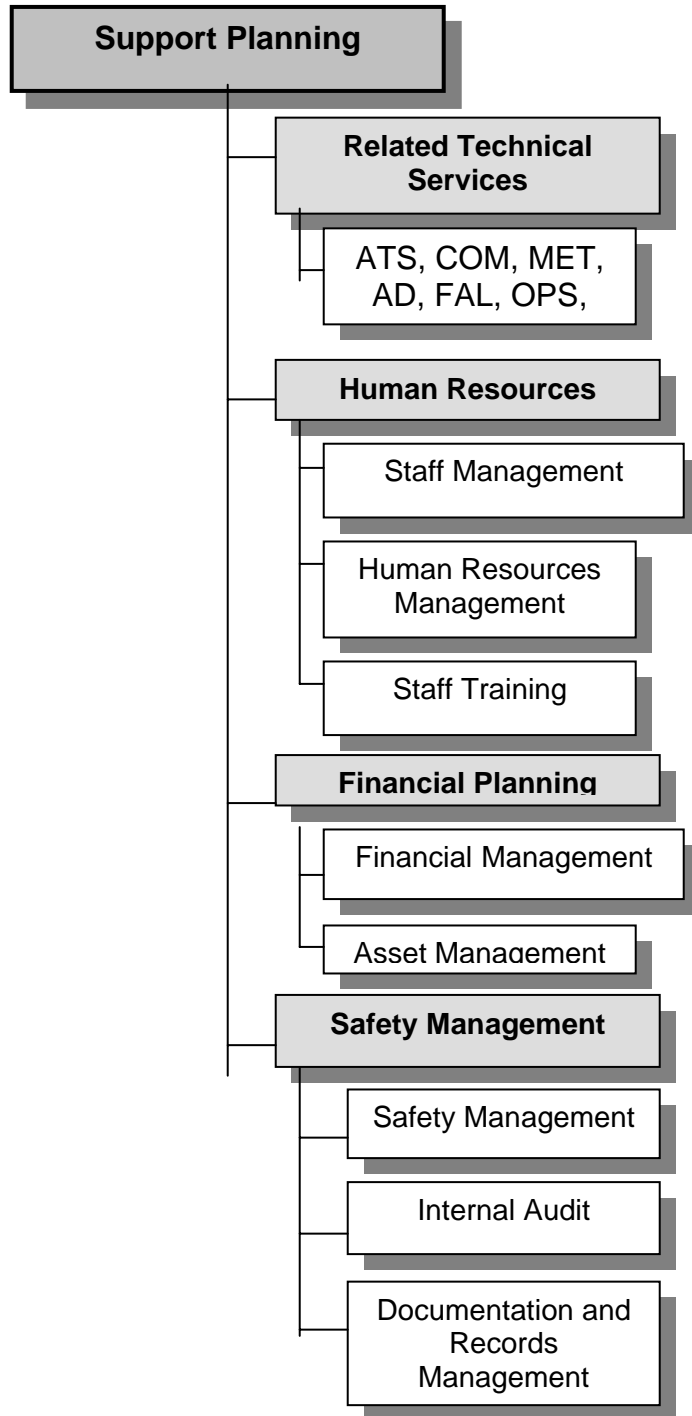 Support Planning
Related Technical
Services
ATS, COM, MET,
AD, FAL, OPS,
Human Resources
Staff Management
Human Resources
Management
Staff Training
Financial Planning
Financial Management
Asset Management
Safety Management
Safety Management
Internal Audit
Documentation and
Records
Management